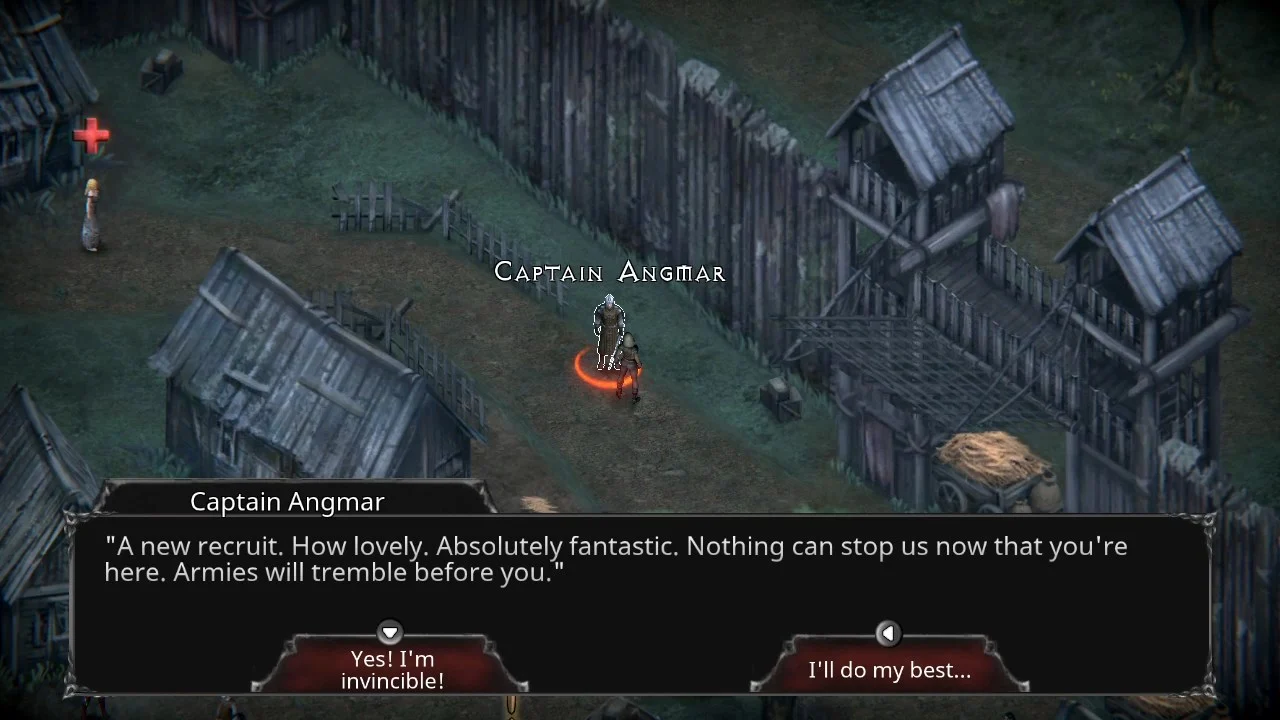 Captain Angmar
Captain Angmar
"A new recruit. How lovely. Absolutely fantastic. Nothing can stop us now that you're
here. Armies will tremble before you."
Yes! I'm
invincible!
I'll do my best...